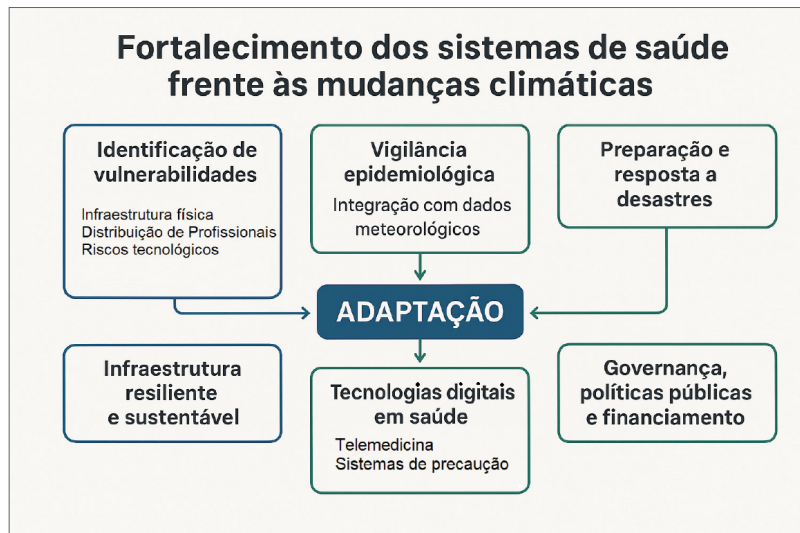 Fortalecimento dos sistemas de saúde
frente às mudanças climáticas
Identificação de
vulnerabilidades
Infraestrutura física
Distribuição de Profissionais
Riscos tecnológicos
Vigilância
epidemiológica
Integração com dados
meteorológicos
Preparação e
resposta a
desastres
ADAPTAÇÃO
Infraestrutura
resiliente
e sustentável
Tecnologias digitais
em saúde
Telemedicina
Sistemas de precaução
Governança,
políticas públicas
e financiamento